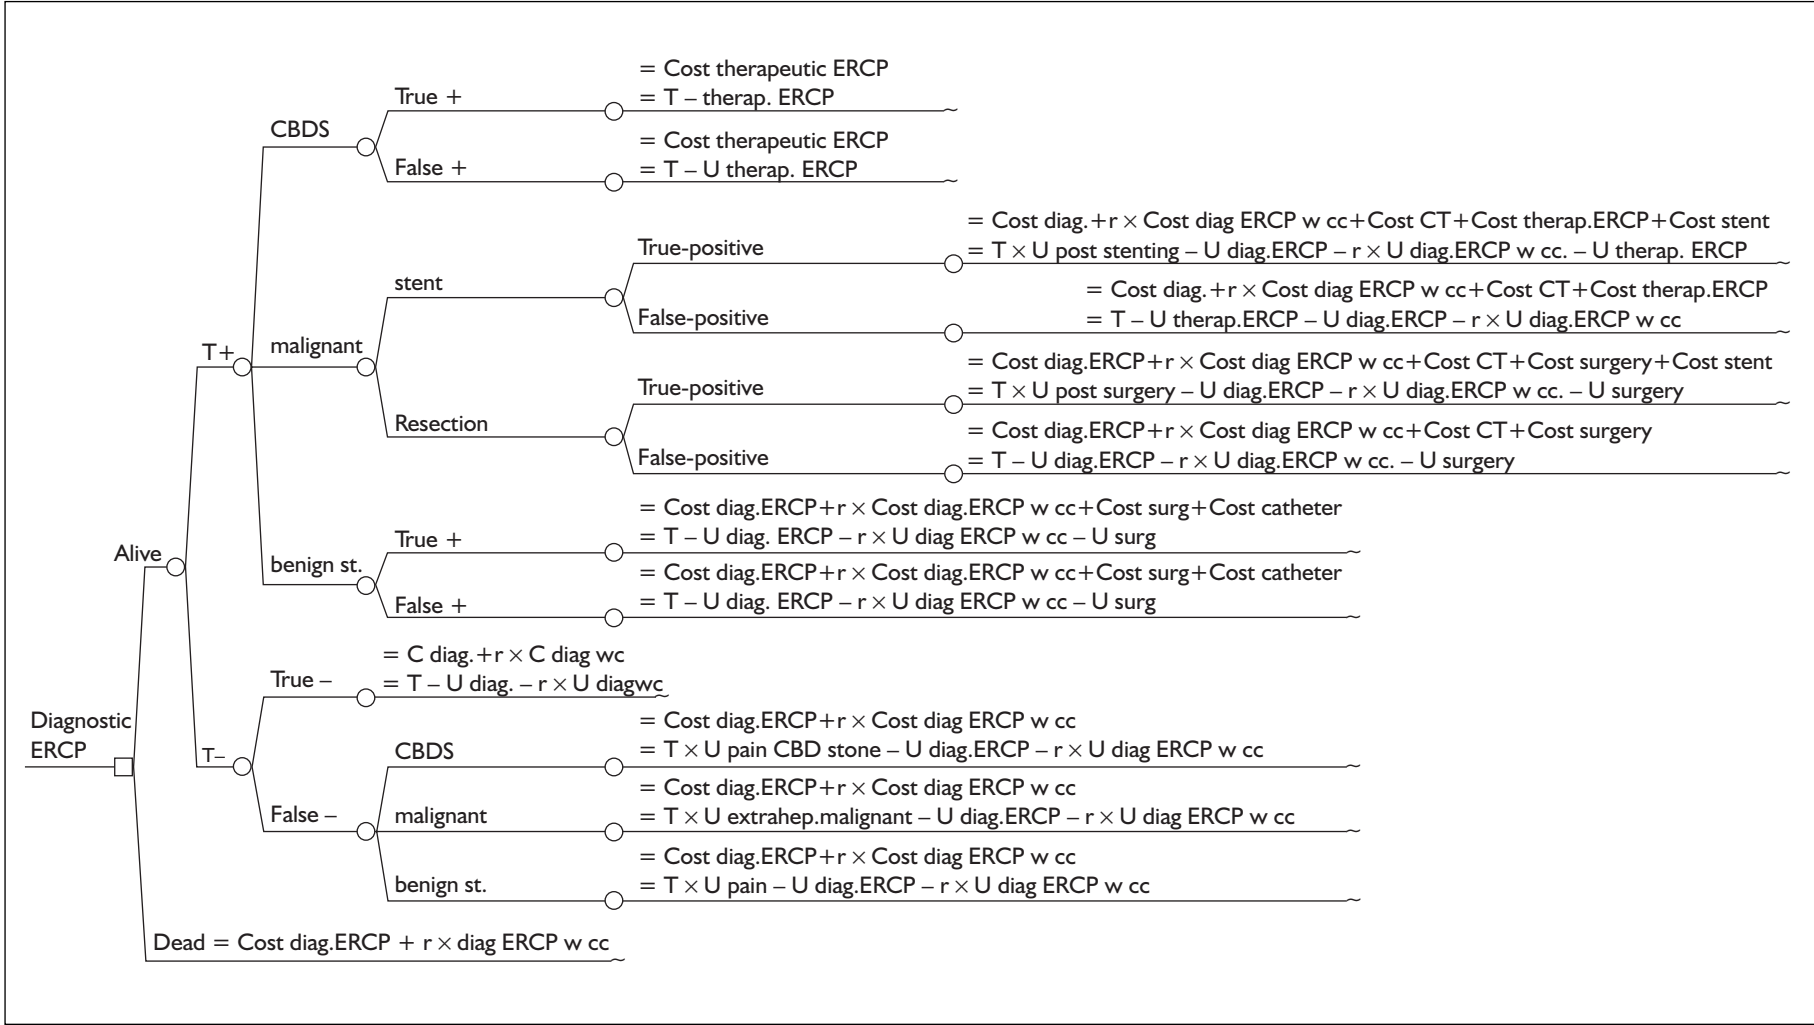 = Cost therapeutic ERCP
True +
= T – therap. ERCP
CBDS
= Cost therapeutic ERCP
False +
= T – U therap. ERCP
= Cost diag.+r × Cost diag ERCP w cc+Cost CT+Cost therap.ERCP+Cost stent
True-positive
= T × U post stenting – U diag.ERCP – r × U diag.ERCP w cc. – U therap. ERCP
stent
= Cost diag.+r × Cost diag ERCP w cc+Cost CT+Cost therap.ERCP
False-positive
= T – U therap.ERCP – U diag.ERCP – r × U diag.ERCP w cc
T+
malignant
= Cost diag.ERCP+r × Cost diag ERCP w cc+Cost CT+Cost surgery+Cost stent
True-positive
= T × U post surgery – U diag.ERCP – r × U diag.ERCP w cc. – U surgery
Resection
= Cost diag.ERCP+r × Cost diag ERCP w cc+Cost CT+Cost surgery
False-positive
= T – U diag.ERCP – r × U diag.ERCP w cc. – U surgery
= Cost diag.ERCP+r × Cost diag.ERCP w cc+Cost surg+Cost catheter
True +
= T – U diag. ERCP – r × U diag ERCP w cc – U surg
Alive
benign st.
= Cost diag.ERCP+r × Cost diag.ERCP w cc+Cost surg+Cost catheter
False +
= T – U diag. ERCP – r × U diag ERCP w cc – U surg
= C diag.+r × C diag wc
True –
= T – U diag. – r × U diagwc
Diagnostic
ERCP
T–
= Cost diag.ERCP+r × Cost diag ERCP w cc
CBDS
= T × U pain CBD stone – U diag.ERCP – r × U diag ERCP w cc
= Cost diag.ERCP+r × Cost diag ERCP w cc
False –
malignant
= T × U extrahep.malignant – U diag.ERCP – r × U diag ERCP w cc
= Cost diag.ERCP+r × Cost diag ERCP w cc
benign st.
= T × U pain – U diag.ERCP – r × U diag ERCP w cc
Dead = Cost diag.ERCP + r × diag ERCP w cc